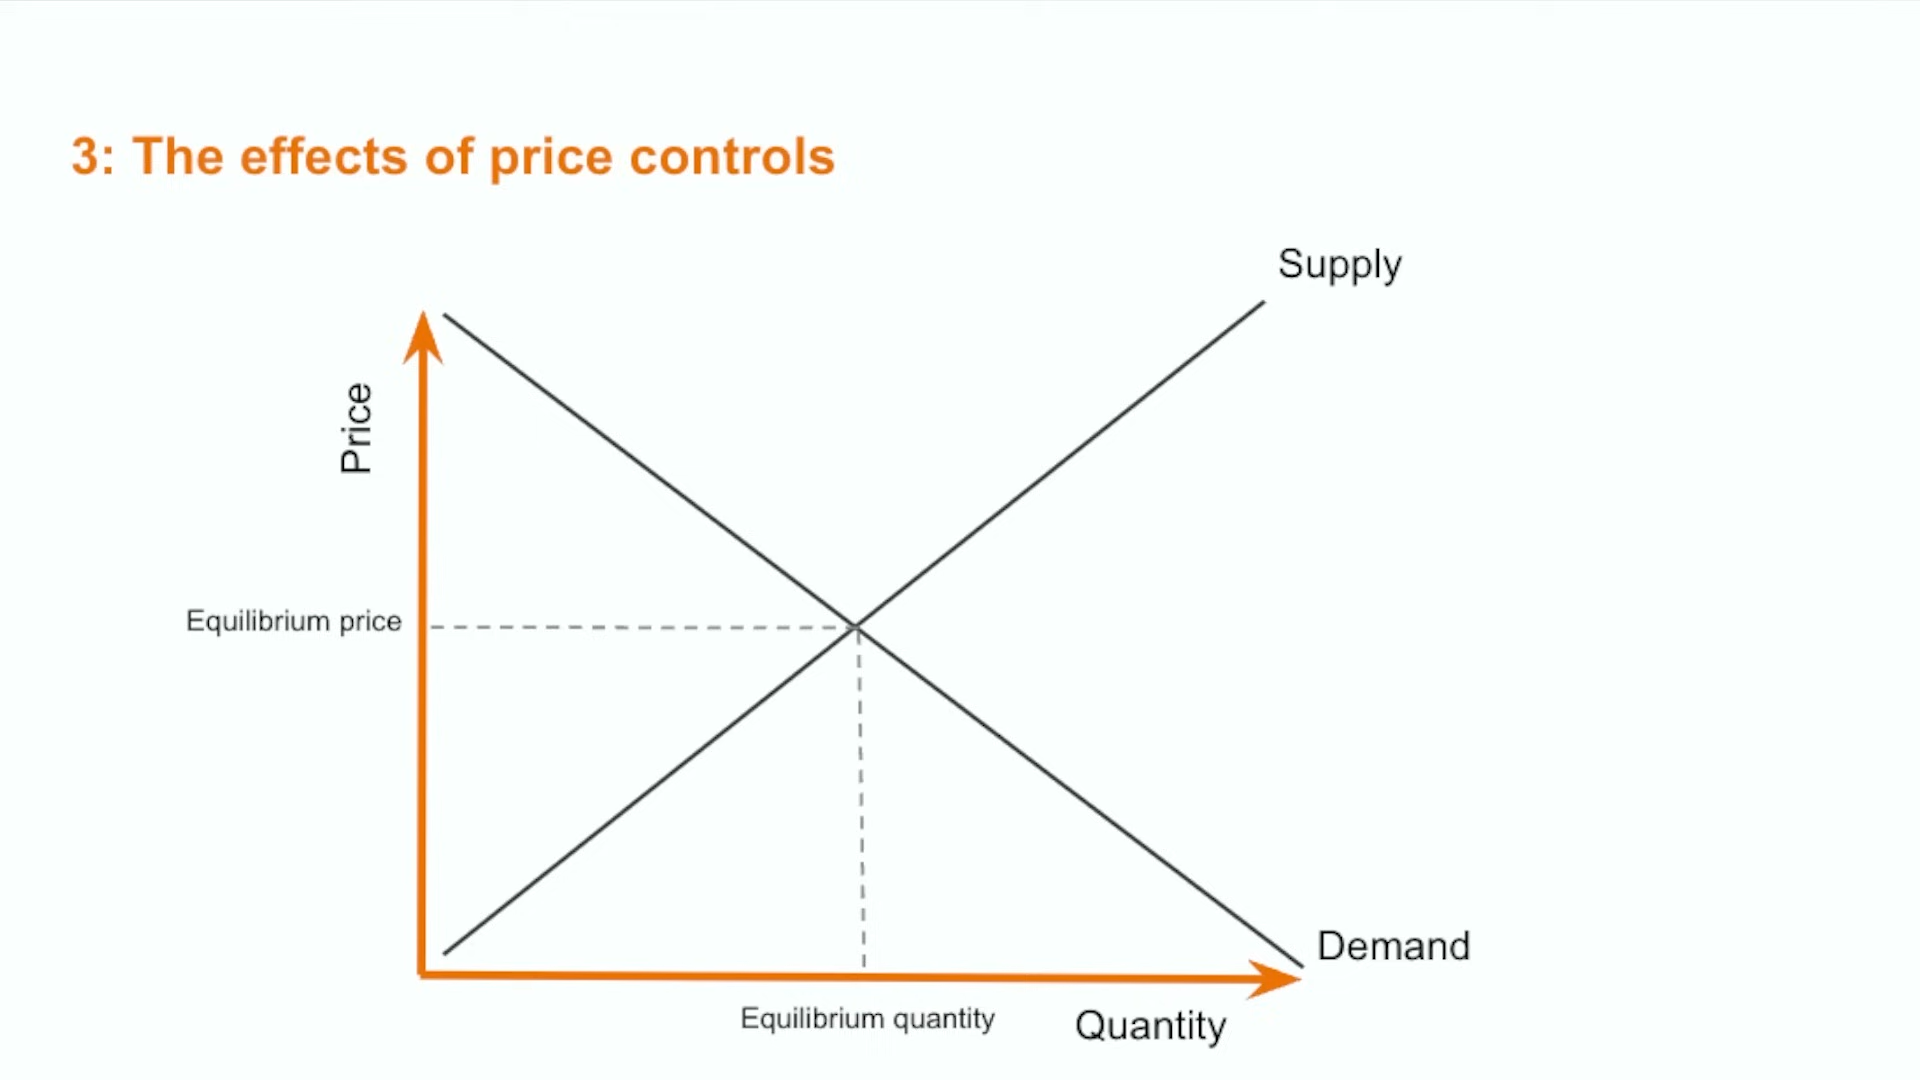 3: The effects of price controls
Supply
Price
Equilibrium price
Demand
Equilibrium quantity
Quantity